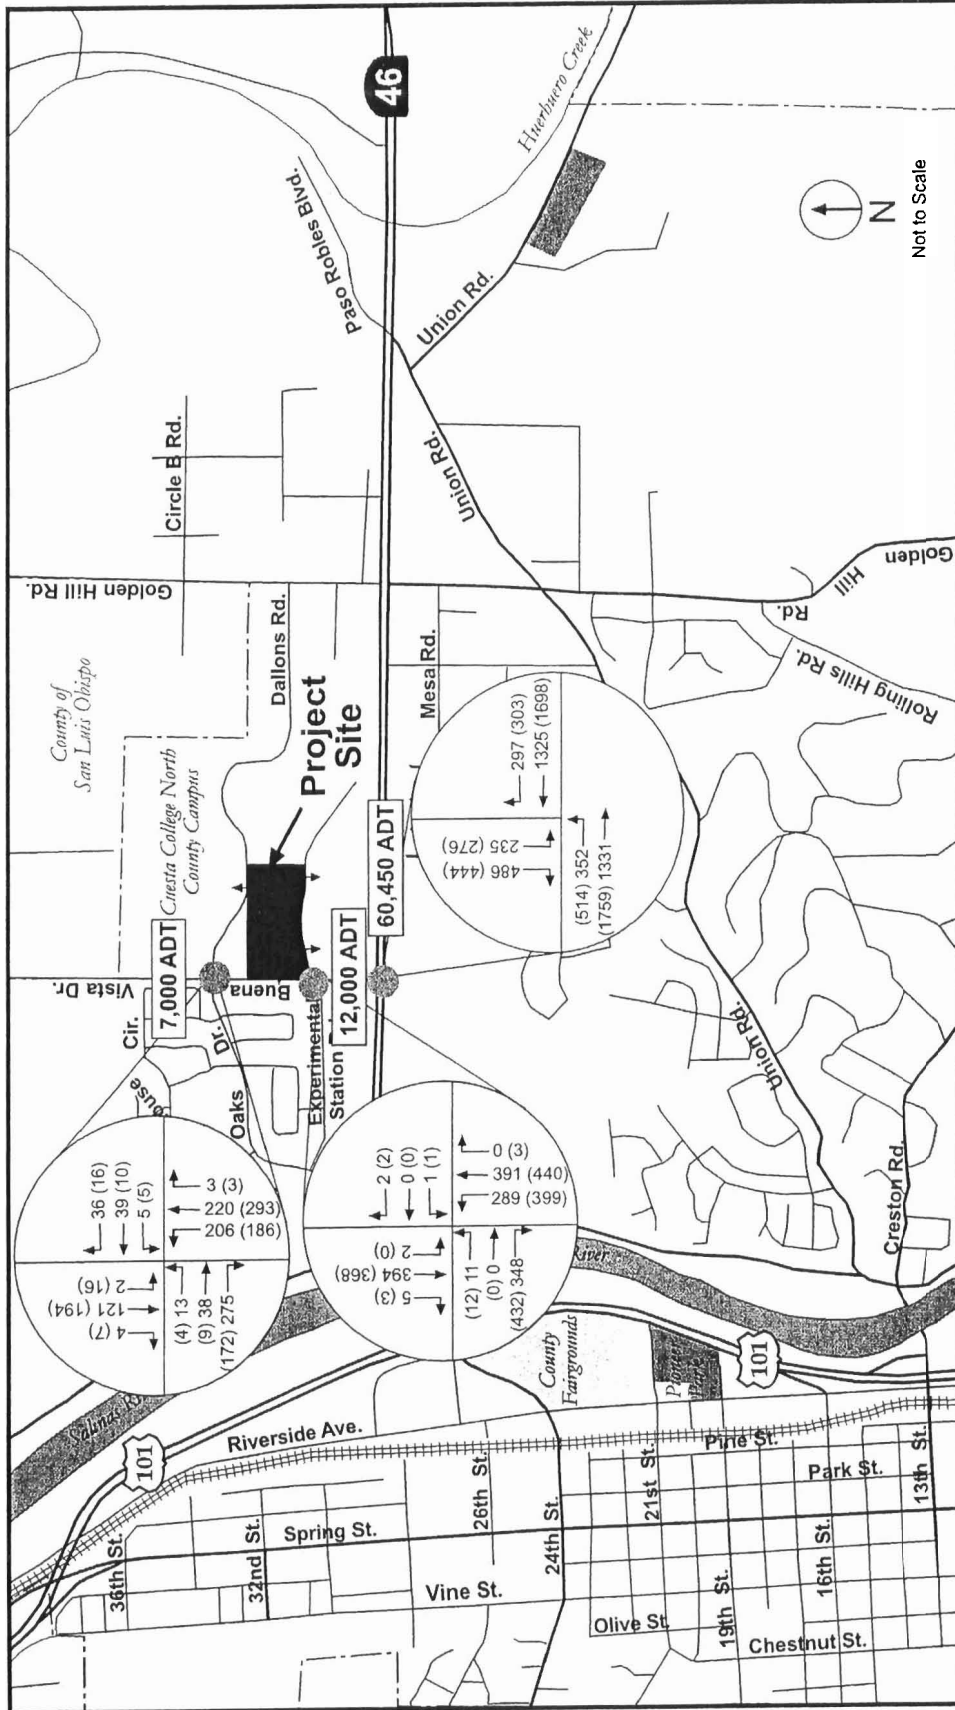 46
Huerhuero Creek
Paso Robles Blvd.
Union Rd.
N
Not to Scale
Circle B Rd.
Union Rd.
Golden Hill Rd.
Golden
Hill
Rd.
Rolling Hills Rd.
County of
San Luis Obispo
Dallons Rd.
Mesa Rd.
Project
Site
Cuesta College North
County Campus
297 (303)
1325 (1698)
235 (276)
486 (444)
(514) 352
(1759) 1331
60,450 ADT
7,000 ADT
12,000 ADT
Vista Dr.
Buena
Cir.
Dr.
Oaks
Experimental
Station
Union Rd.
Creston Rd.
36 (16)
39 (10)
5 (5)
3 (3)
220 (293)
206 (186)
2 (16)
121 (194)
4 (7)
(4) 13
(9) 38
(172) 275
2 (2)
0 (0)
1 (1)
0 (3)
391 (440)
289 (399)
2 (0)
394 (368)
5 (3)
(12) 11
(0) 0
(432) 348
River
County
Fairgrounds
Pioneer
Park
101
Salinas
101
Riverside Ave.
Pine St.
Park St.
13th St.
21st St.
26th St.
24th St.
Spring St.
36th St.
32nd St.
Vine St.
16th St.
19th St.
Olive St.
Chestnut St.